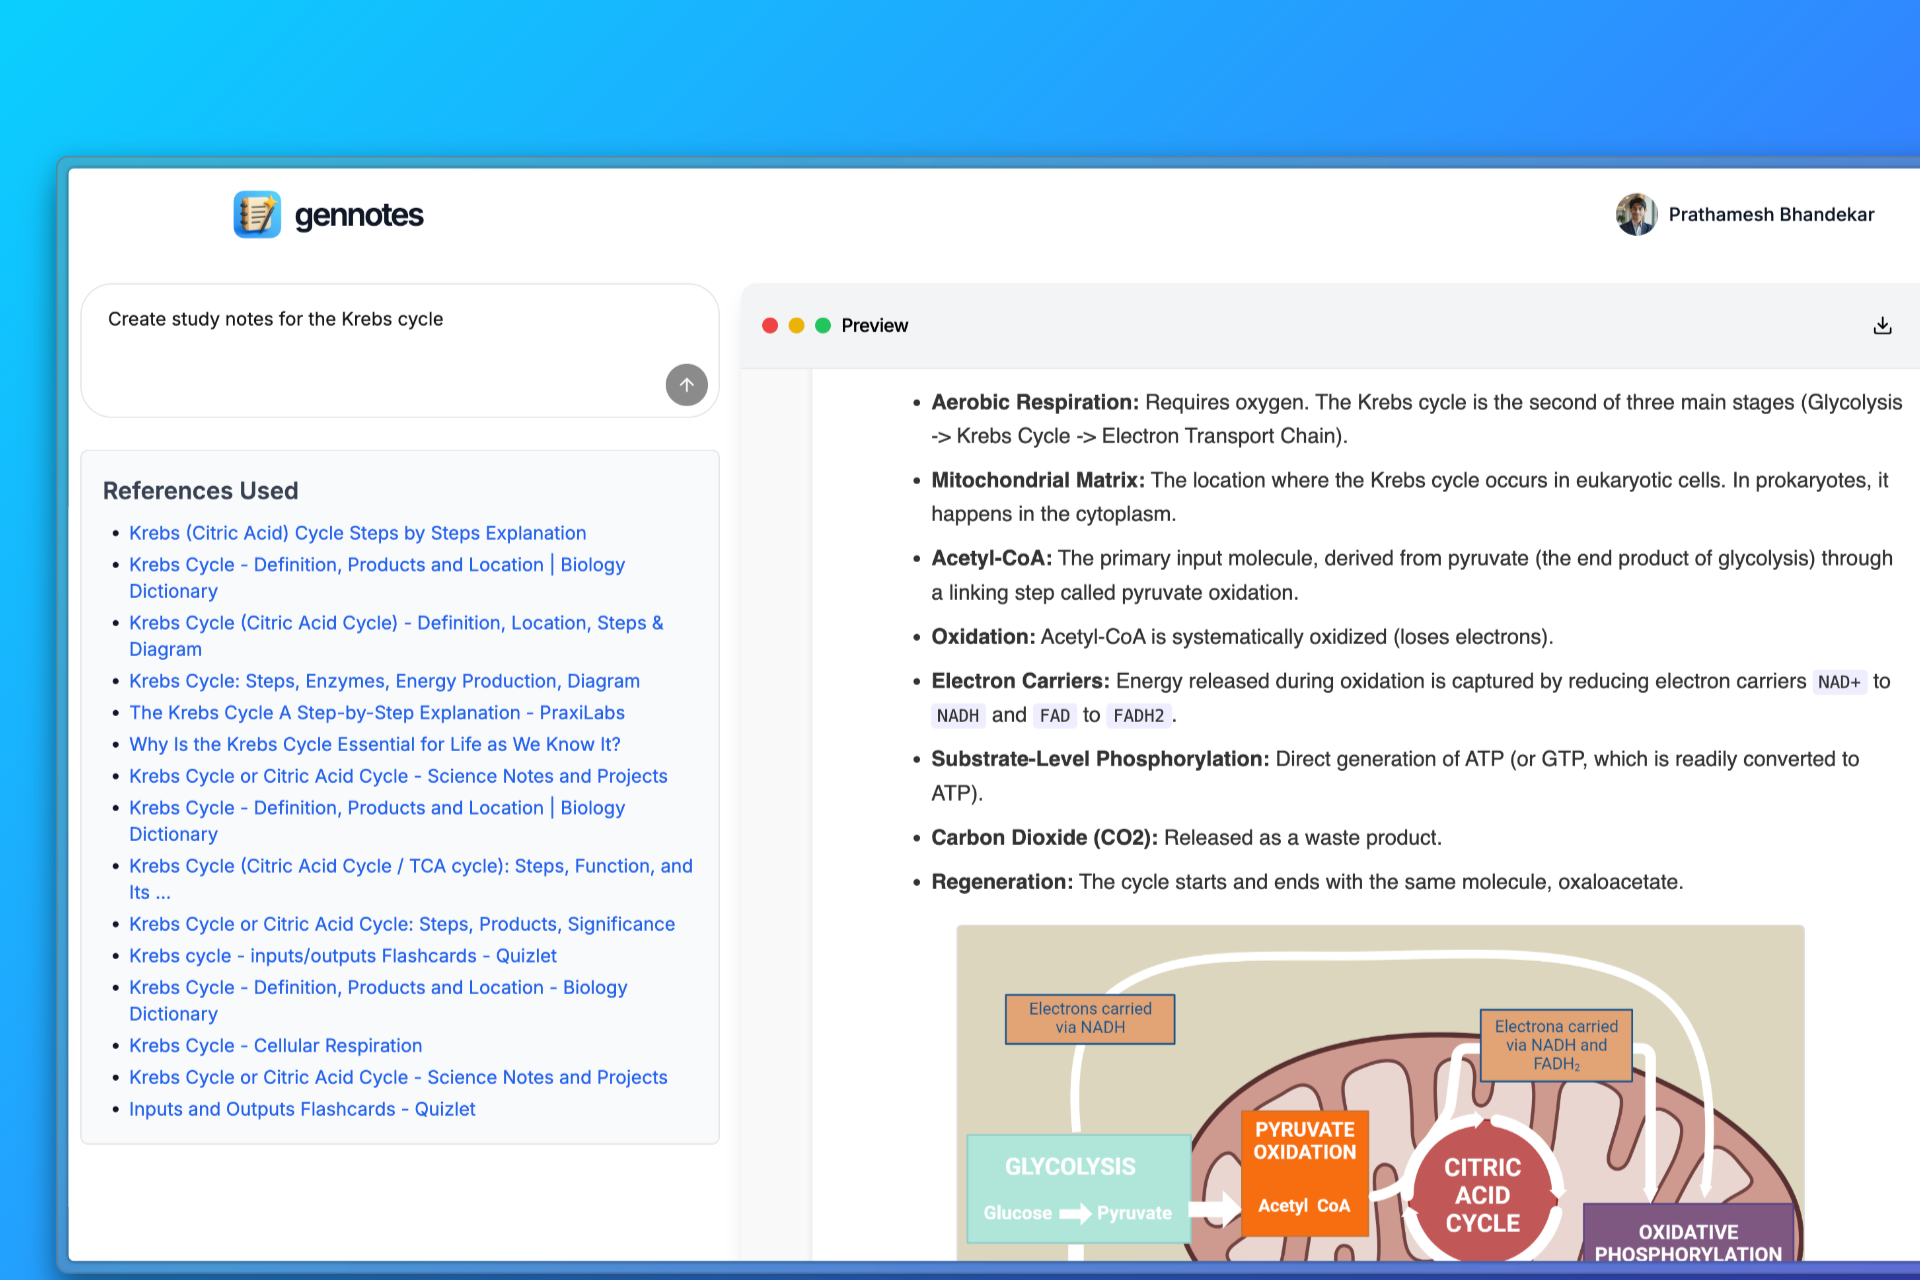 gennotes
Prathamesh Bhandekar
Create study notes for the Krebs cycle
References Used
Krebs (Citric Acid) Cycle Steps by Steps Explanation
Krebs Cycle - Definition, Products and Location | Biology
Dictionary
Krebs Cycle (Citric Acid Cycle) - Definition, Location, Steps &
Diagram
Krebs Cycle: Steps, Enzymes, Energy Production, Diagram
The Krebs Cycle A Step-by-Step Explanation - PraxiLabs
Why Is the Krebs Cycle Essential for Life as We Know It?
Krebs Cycle or Citric Acid Cycle - Science Notes and Projects
Krebs Cycle - Definition, Products and Location | Biology
Dictionary
Krebs Cycle (Citric Acid Cycle / TCA cycle): Steps, Function, and
Its ...
Krebs Cycle or Citric Acid Cycle: Steps, Products, Significance
Krebs cycle - inputs/outputs Flashcards - Quizlet
Krebs Cycle - Definition, Products and Location - Biology
Dictionary
Krebs Cycle - Cellular Respiration
Krebs Cycle or Citric Acid Cycle - Science Notes and Projects
Inputs and Outputs Flashcards - Quizlet
Preview
Aerobic Respiration: Requires oxygen. The Krebs cycle is the second of three main stages (Glycolysis
-> Krebs Cycle -> Electron Transport Chain).
Mitochondrial Matrix: The location where the Krebs cycle occurs in eukaryotic cells. In prokaryotes, it
happens in the cytoplasm.
Acetyl-CoA: The primary input molecule, derived from pyruvate (the end product of glycolysis) through
a linking step called pyruvate oxidation.
Oxidation: Acetyl-CoA is systematically oxidized (loses electrons).
Electron Carriers: Energy released during oxidation is captured by reducing electron carriers NAD+ to
NADH and FAD to FADH2.
Substrate-Level Phosphorylation: Direct generation of ATP (or GTP, which is readily converted to
ATP).
Carbon Dioxide (CO2): Released as a waste product.
Regeneration: The cycle starts and ends with the same molecule, oxaloacetate.
Electrons carried
via NADH
Electrona carried
via NADH and
FADH₂
GLYCOLYSIS
Glucose Pyruvate
PYRUVATE
OXIDATION
Acetyl CoA
CITRIC
ACID
CYCLE
OXIDATIVE
PHOSPHORYLATION